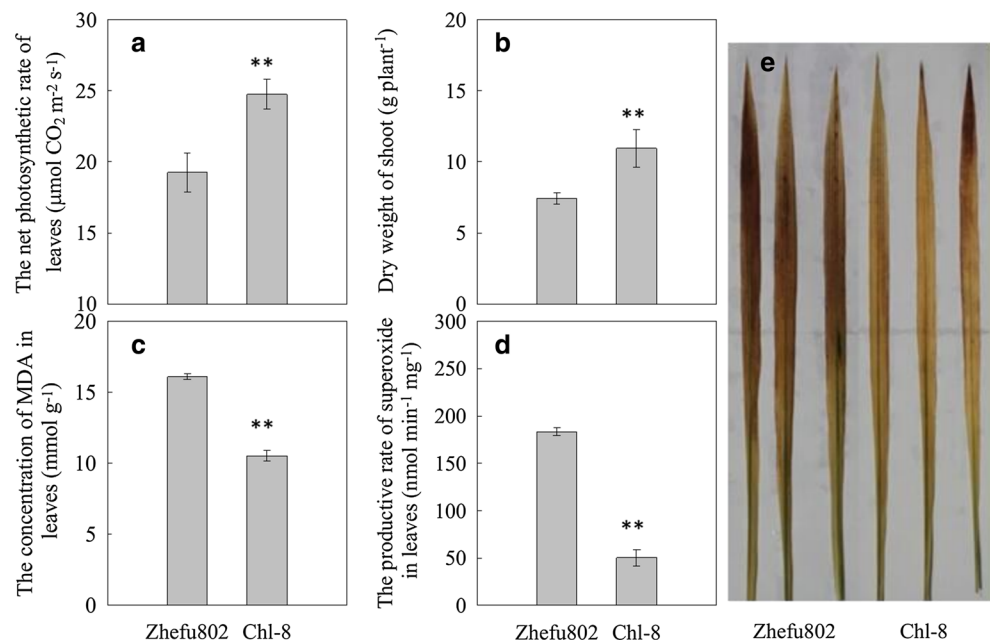 a
30
25
20
15
10
The net photosynthetic rate of
leaves (μmol CO₂ m⁻² s⁻¹)
**
b
20
15
10
5
0
Dry weight of shoot (g plant⁻¹)
**
c
20
15
10
5
0
The concentration of MDA in
leaves (mmol g⁻¹)
**
Zhefu802 Chl-8
d
300
250
200
150
100
50
0
The productive rate of superoxide
in leaves (nmol min⁻¹ mg⁻¹)
**
Zhefu802 Chl-8
e
Zhefu802 Chl-8